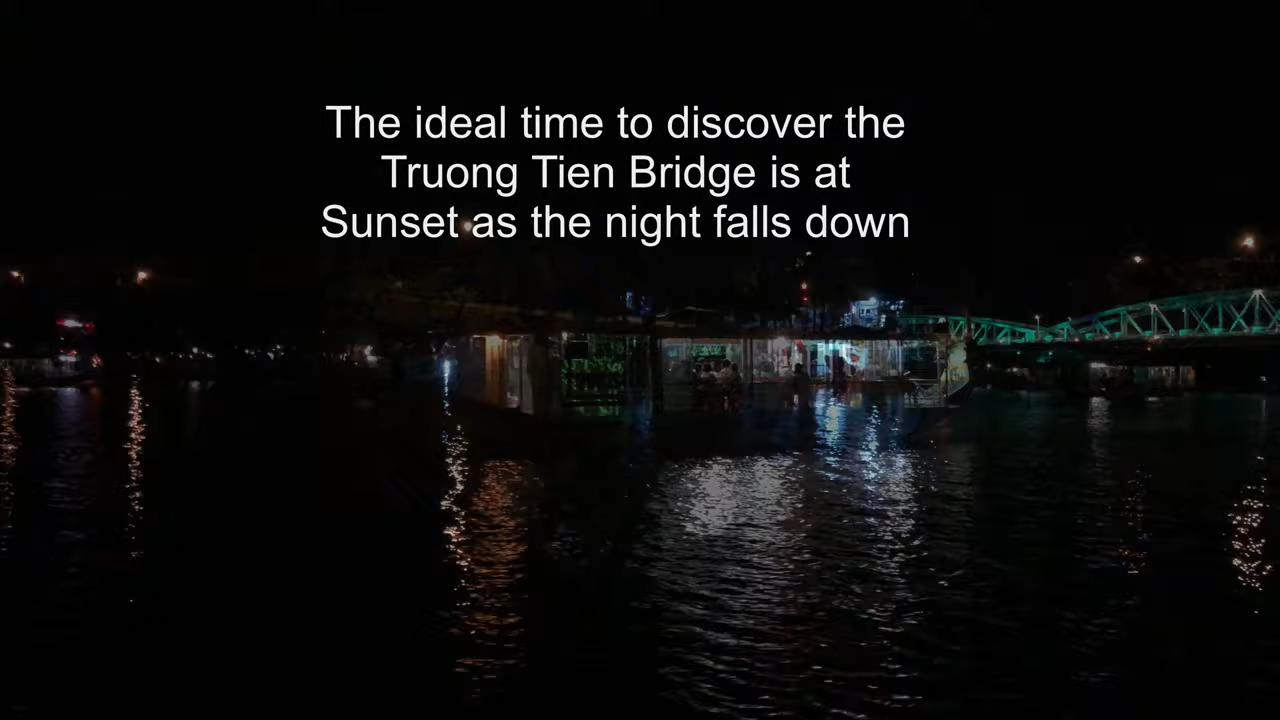 The ideal time to discover the
Truong Tien Bridge is at
Sunset as the night falls down